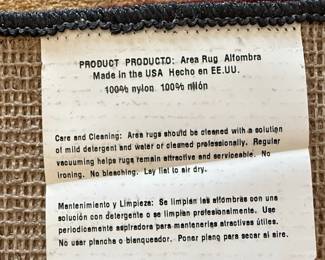 PRODUCT PRODUCTO: Area Rug Alfombra
Made in the USA Hecho en EE.UU.
100% nylon 100% nilón
Care and Cleaning: Area rugs should be cleaned with a solution
of mild detergent and water or cleaned professionally. Regular
vacuuming helps rugs remain attractive and serviceable. No
ironing. No bleaching. Lay flat to air dry.
Mantenimiento y Limpieza: Se limpian las alfombras con una
solución con detergente o se limpian profesionalmente. Use
periodicamente aspiradora para mantenerlas atractivas útiles.
No usar plancha o blanqueador. Poner plang para secar al aire.